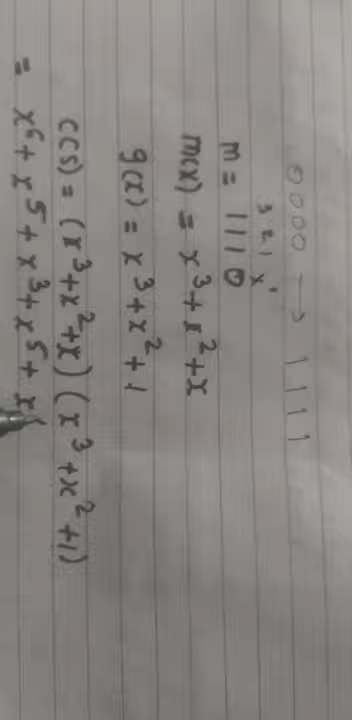 0000 → 1111
3 2 1 x°
m = 1110
m(x) = x³ + x² + x
g(x) = x³ + x² + 1
c(s) = (x³ + x² + x) (x³ + x² + 1)
= x⁶ + x⁵ + x³ + x⁵ + x